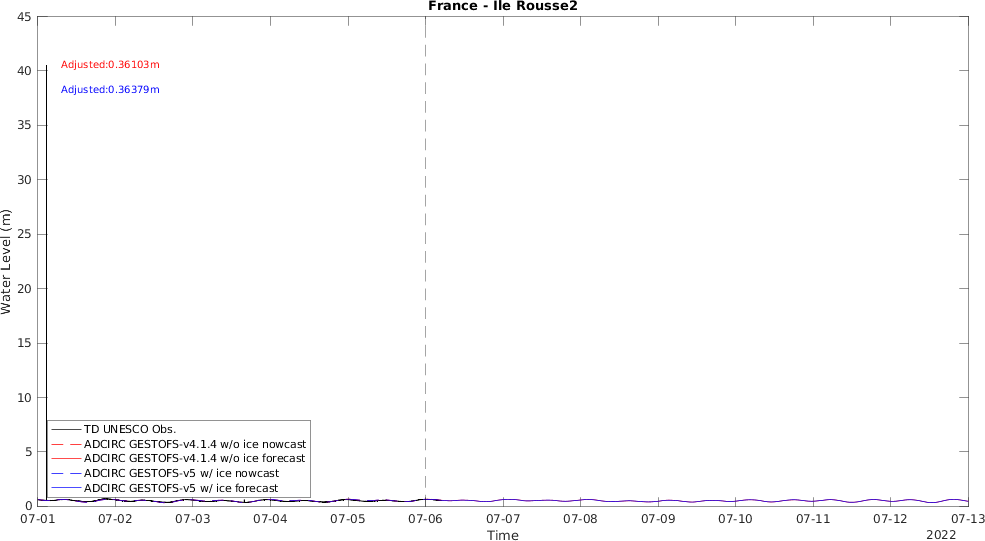 France - Ile Rousse2
45
40
35
30
25
20
15
10
5
0
Water Level (m)
Adjusted:0.36103m
Adjusted:0.36379m
TD UNESCO Obs.
ADCIRC GESTOFS-v4.1.4 w/o ice nowcast
ADCIRC GESTOFS-v4.1.4 w/o ice forecast
ADCIRC GESTOFS-v5 w/ ice nowcast
ADCIRC GESTOFS-v5 w/ ice forecast
07-01 07-02 07-03 07-04 07-05 07-06 07-07 07-08 07-09 07-10 07-11 07-12 07-13
Time
2022